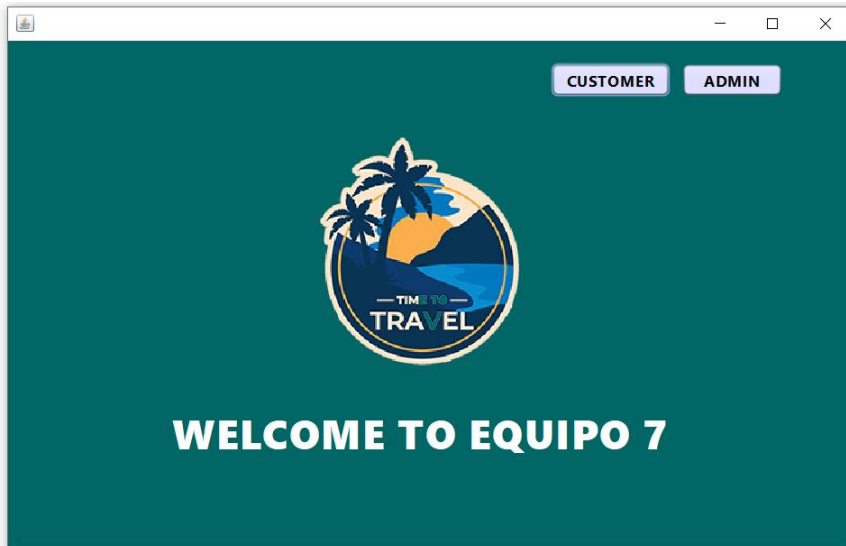 CUSTOMER ADMIN
TIME TO
TRAVEL
WELCOME TO EQUIPO 7